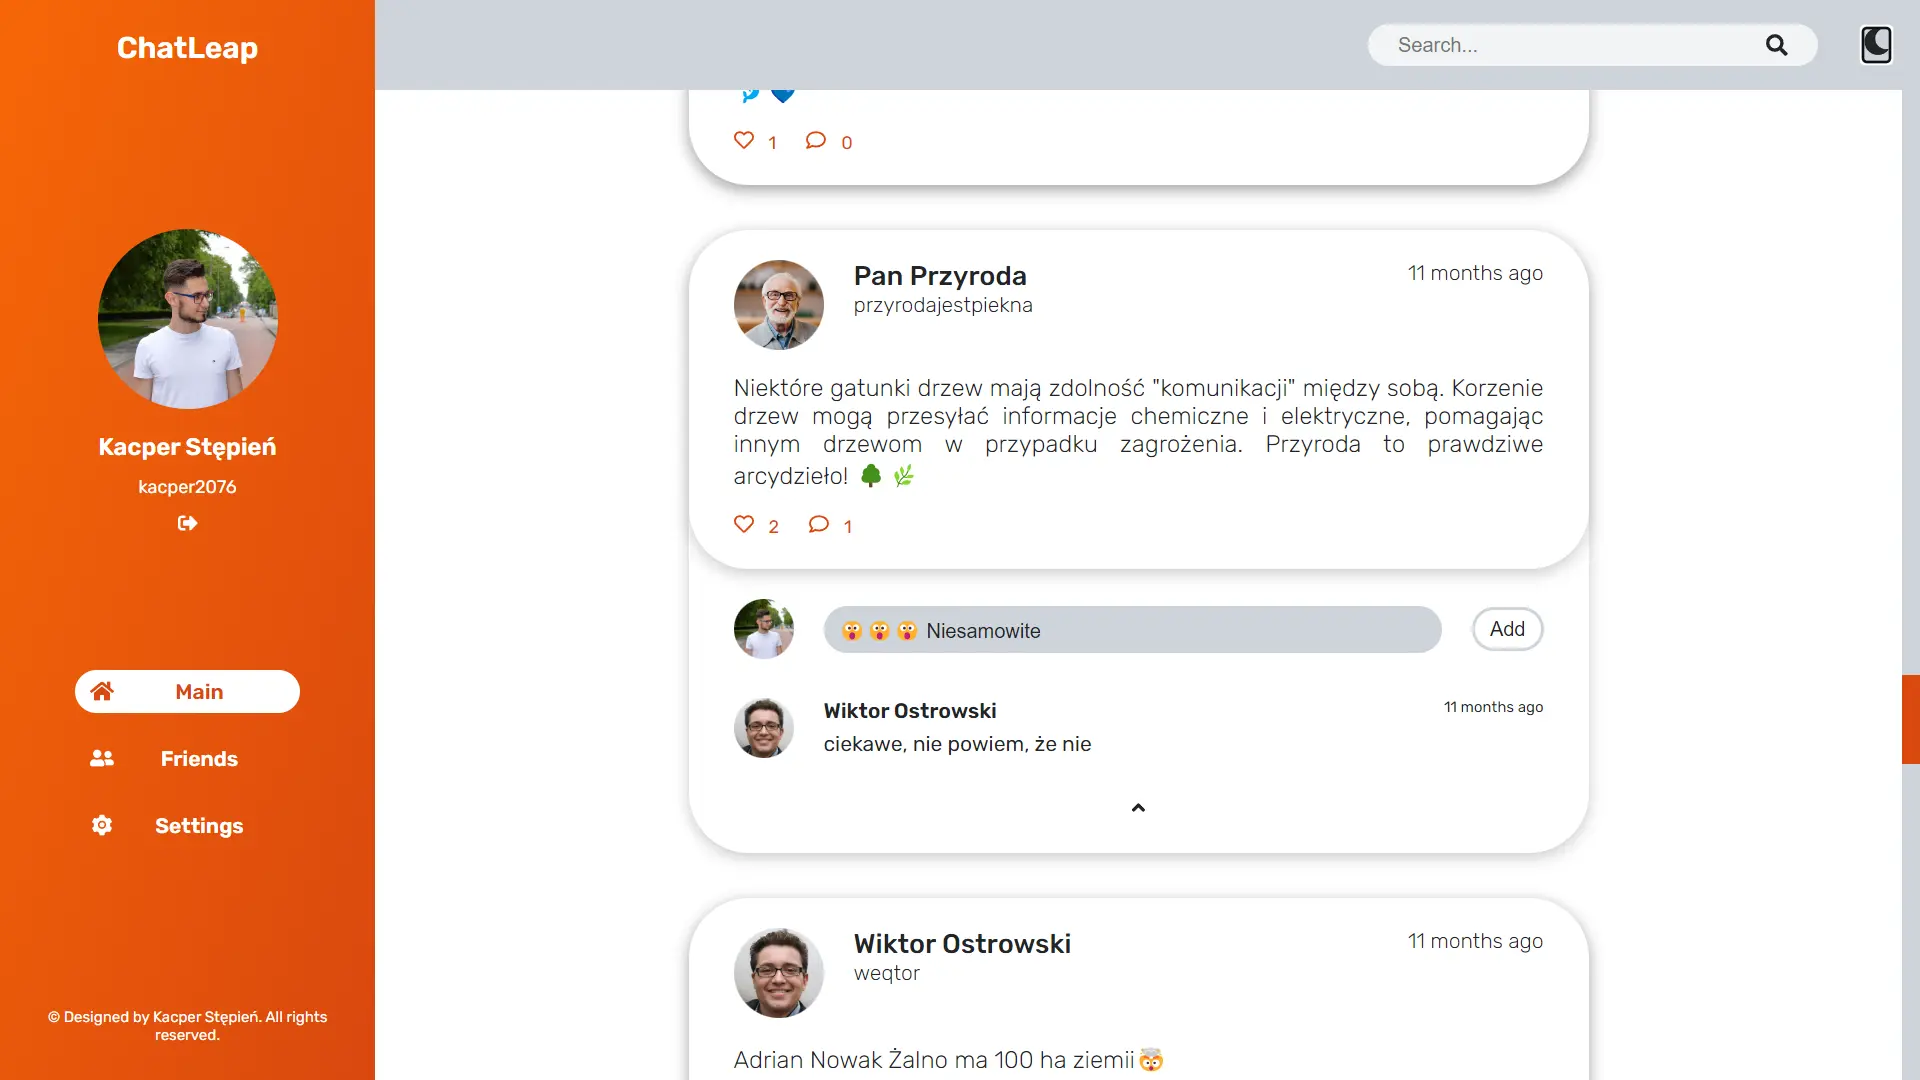 ChatLeap
Search...
1 0
Kacper Stępień
kacper2076
Main
Friends
Settings
© Designed by Kacper Stępień. All rights
reserved.
Pan Przyroda
11 months ago
przyrodajestpiekna
Niektóre gatunki drzew mają zdolność "komunikacji" między sobą. Korzenie
drzew mogą przesyłać informacje chemiczne i elektryczne, pomagając
innym drzewom w przypadku zagrożenia. Przyroda to prawdziwe
arcydzieło! 🌳 🌿
2 1
😲 😲 😲 Niesamowite
Add
Wiktor Ostrowski
11 months ago
ciekawe, nie powiem, że nie
Wiktor Ostrowski
11 months ago
weqtor
Adrian Nowak Żalno ma 100 ha ziemii🤯